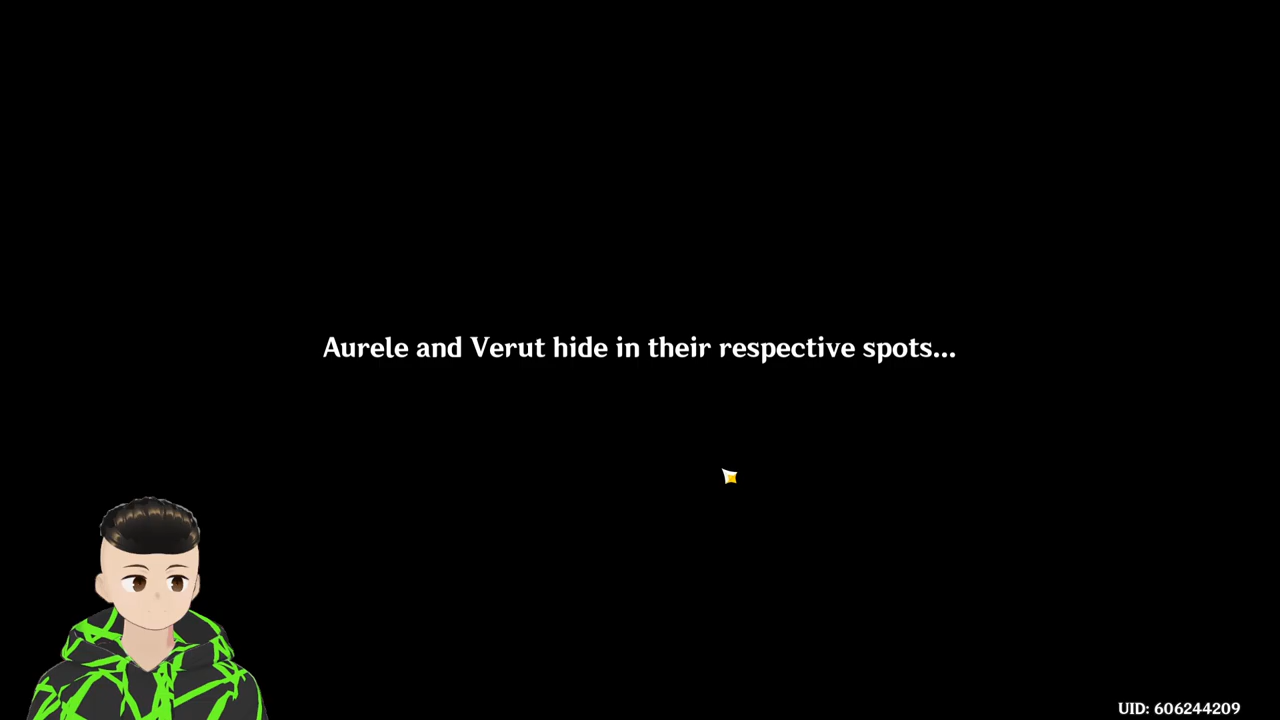 Aurele and Verut hide in their respective spots...
UID: 606244209